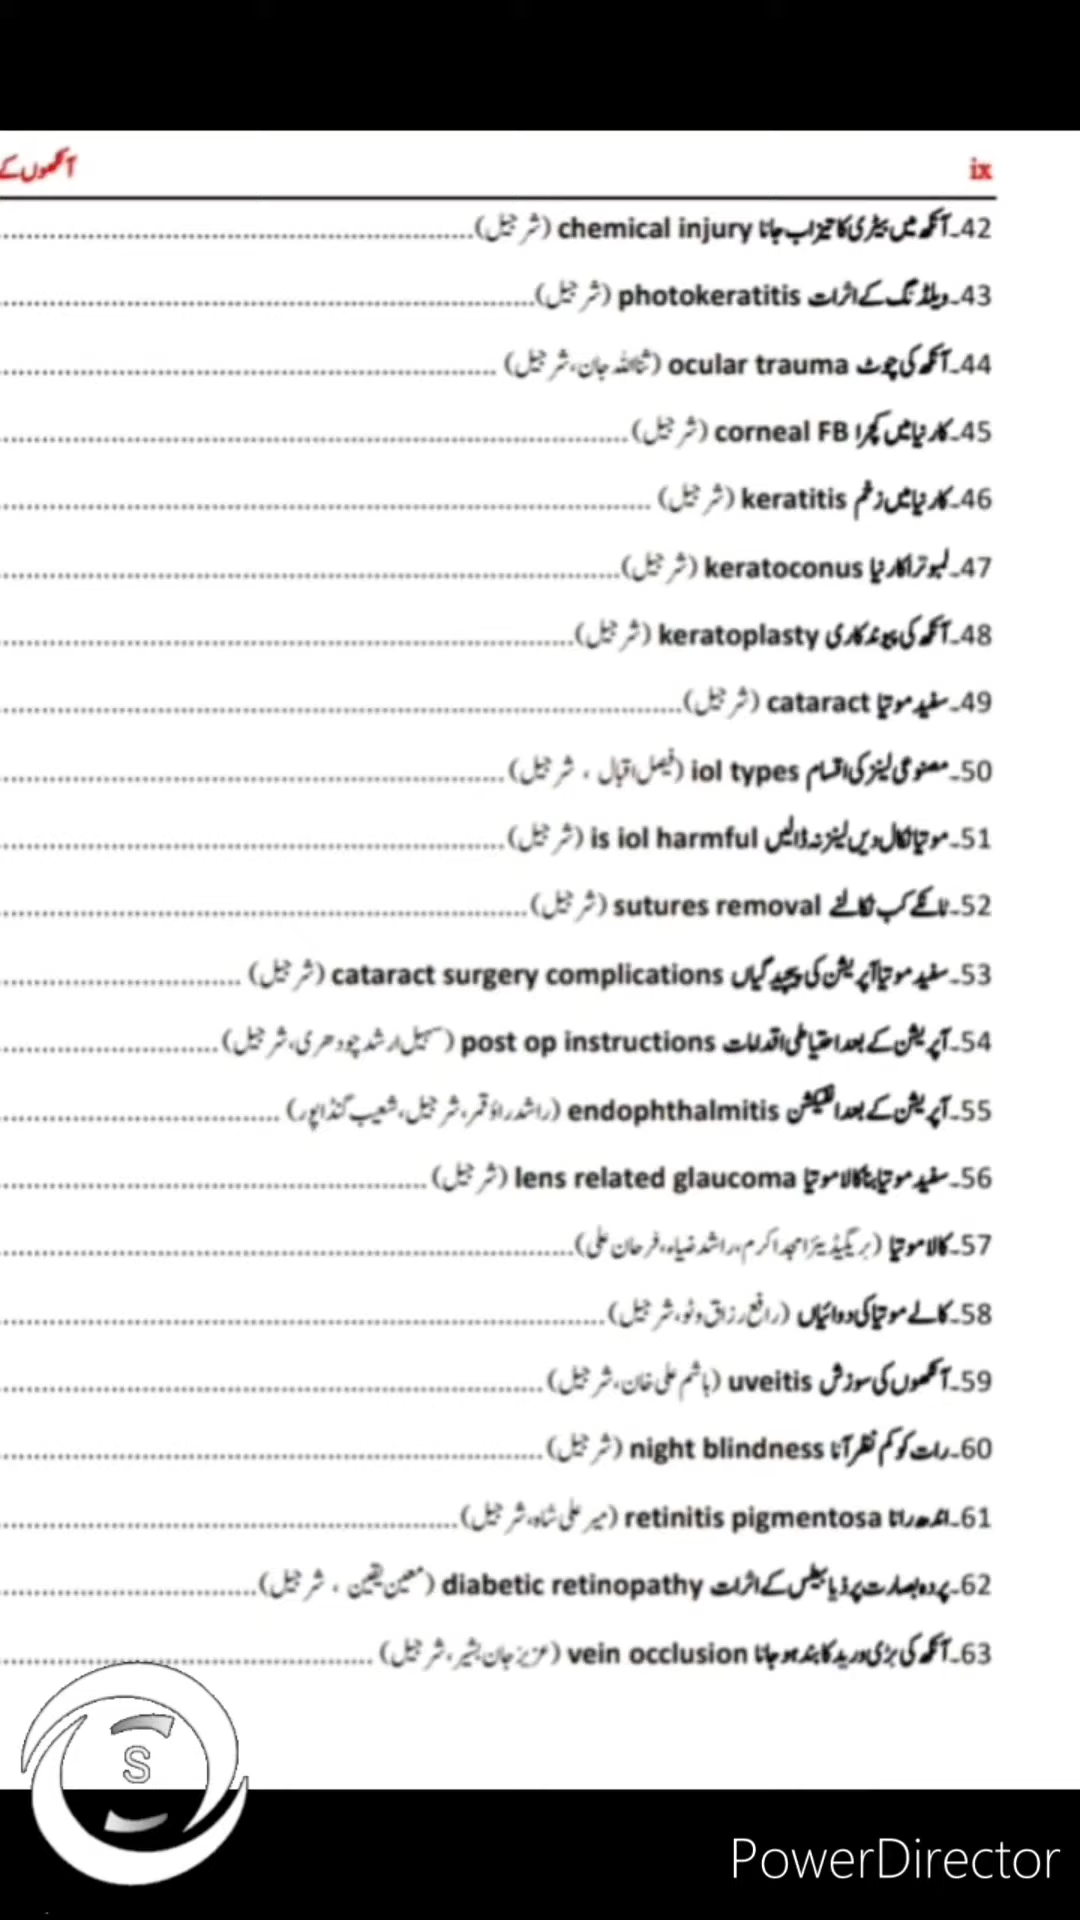 ix آنکھوں کے
42۔ آنکھ میں بیٹری کا تیزاب جانا chemical injury (شرجیل)
43۔ ویلڈنگ کے اثرات photokeratitis (شرجیل)
44۔ آنکھ کی چوٹ ocular trauma (ثنااللہ جان، شرجیل)
45۔ کارنیا میں کچرا corneal FB (شرجیل)
46۔ کارنیا میں زخم keratitis (شرجیل)
47۔ لمبوترا کارنیا keratoconus (شرجیل)
48۔ آنکھ کی پیوندکاری keratoplasty (شرجیل)
49۔ سفید موتیا cataract (شرجیل)
50۔ مصنوعی لینز کی اقسام iol types (فیصل اقبال ، شرجیل)
51۔ موتیا نکال دیں لینز نہ ڈالیں is iol harmful (شرجیل)
52۔ ٹانکے کب نکالنے sutures removal (شرجیل)
53۔ سفید موتیا آپریشن کی پیچیدگیاں cataract surgery complications (شرجیل)
54۔ آپریشن کے بعد احتیاطی اقدامات post op instructions (سہیل ارشد چودھری، شرجیل)
55۔ آپریشن کے بعد انفیکشن endophthalmitis (راشد راؤ قمر، شرجیل، شعیب گنڈاپور)
56۔ سفید موتیا بنا کالا موتیا lens related glaucoma (شرجیل)
57۔ کالا موتیا (بریگیڈیئر امجد اکرم، راشد ضیاء، فرحان علی)
58۔ کالے موتیا کی دوائیاں (رافع رزاق وٹو، شرجیل)
59۔ آنکھوں کی سوزش uveitis (ہاشم علی خان، شرجیل)
60۔ رات کو کم نظر آنا night blindness (شرجیل)
61۔ اندھراتا retinitis pigmentosa (میر علی شاہ، شرجیل)
62۔ پردہ بصارت پر ذیابیطس کے اثرات diabetic retinopathy (معین یقین ، شرجیل)
63۔ آنکھ کی بڑی ورید کا بند ہو جانا vein occlusion (عزیز جان بشیر، شرجیل)
S
PowerDirector